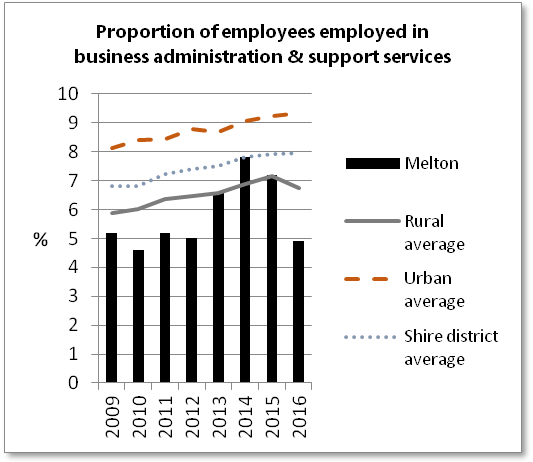 Proportion of employees employed in
business administration & support services
10
9
8
7
6
5
4
3
2
1
0
%
2009
2010
2011
2012
2013
2014
2015
2016
Melton
Rural
average
Urban
average
Shire district
average